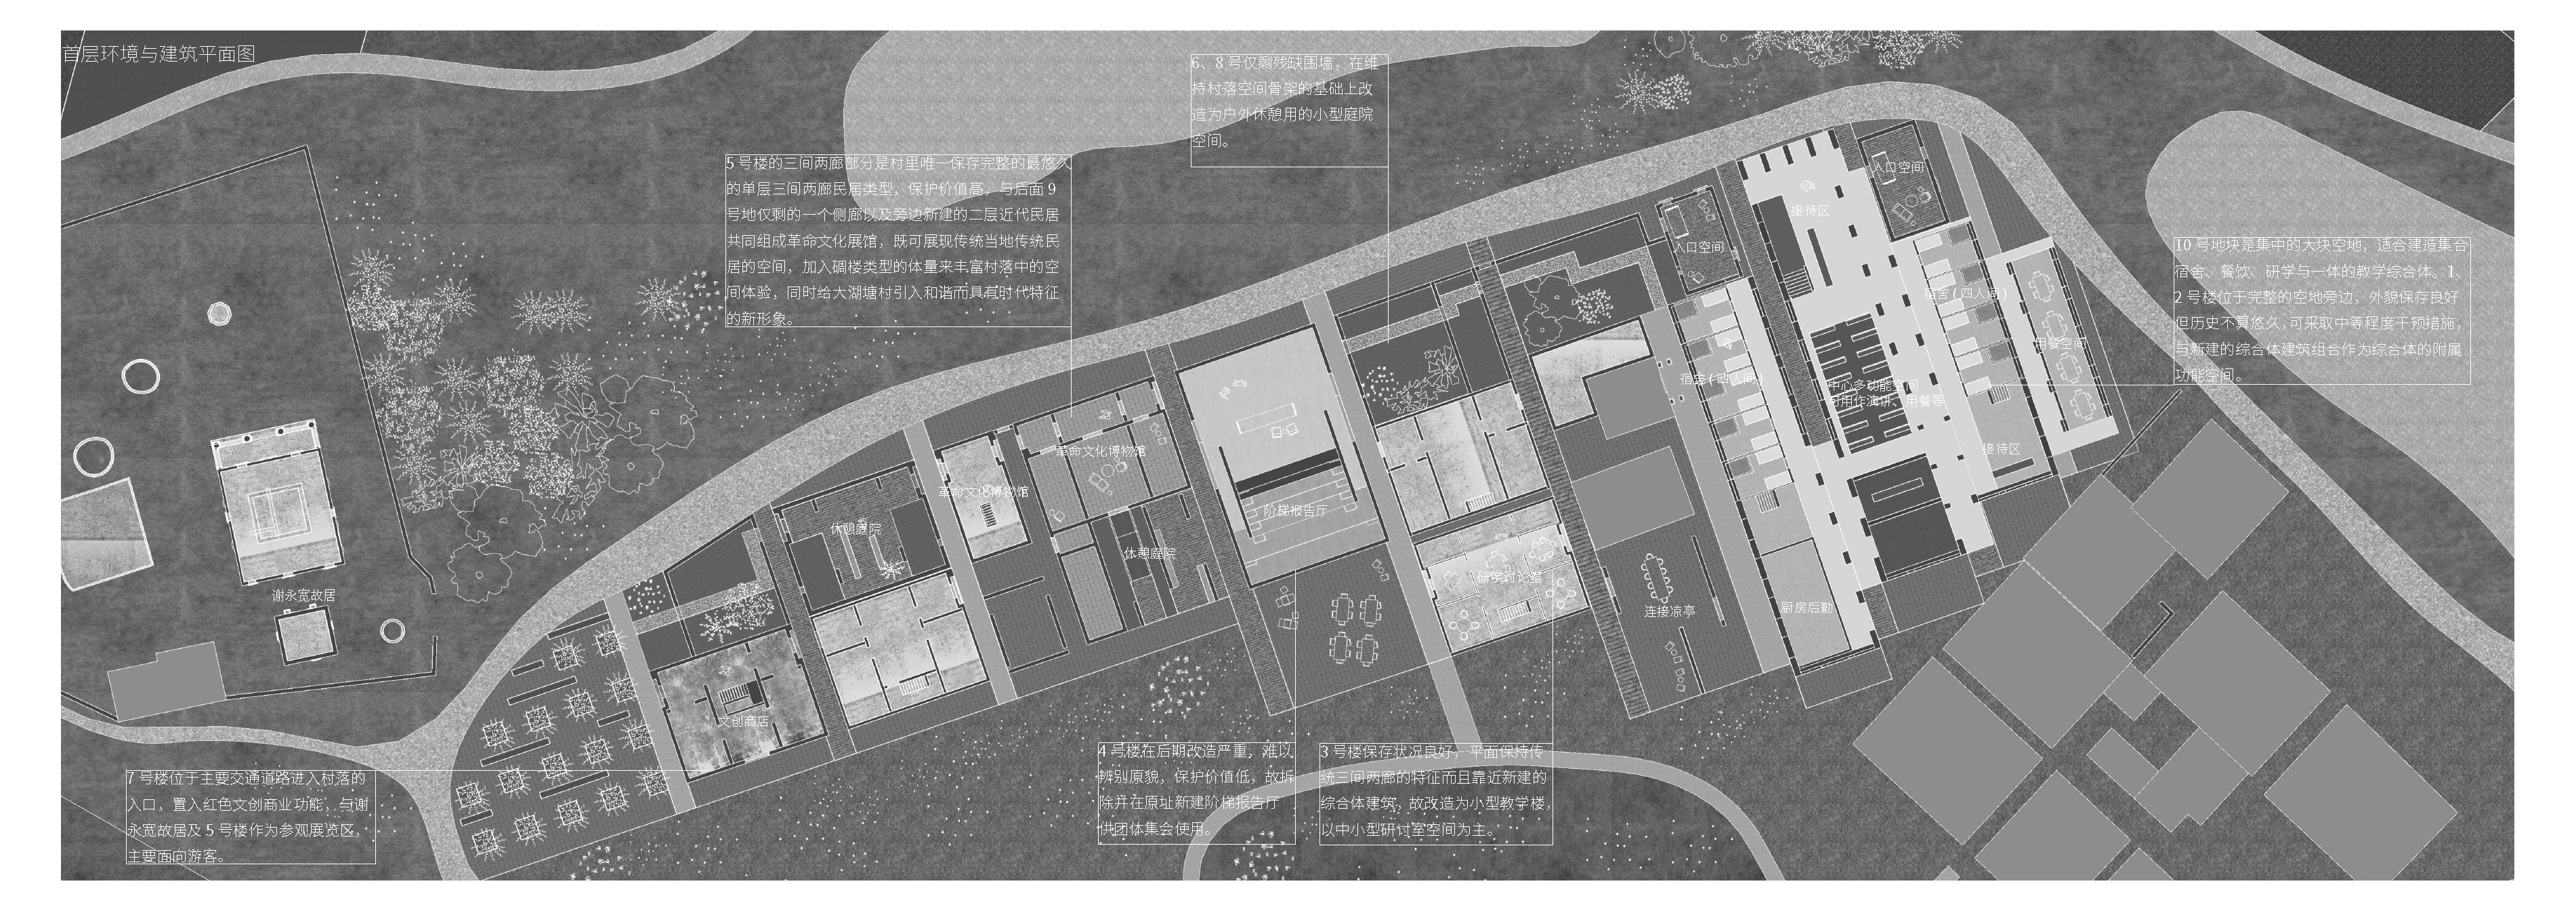 首层环境与建筑平面图
6、8 号仅剩残缺围墙，在维
持村落空间骨架的基础上改
造为户外休憩用的小型庭院
空间。
5 号楼的三间两廊部分是村里唯一保存完整的最悠久
的单层三间两廊民居类型，保护价值高，与后面 9
号地仅剩的一个侧廊以及旁边新建的二层近代民居
共同组成革命文化展馆，既可展现传统当地传统民
居的空间，加入碉楼类型的体量来丰富村落中的空
间体验，同时给大湖塘村引入和谐而具有时代特征
的新形象。
10 号地块是集中的大块空地，适合建造集合
宿舍、餐饮、研学与一体的教学综合体。1、
2 号楼位于完整的空地旁边，外貌保存良好
但历史不算悠久，可采取中等程度干预措施，
与新建的综合体建筑组合作为综合体的附属
功能空间。
入口空间
接待区
入口空间
宿舍（四人间）
用餐空间
宿舍（四人间）
中心多功能空间
可用作演讲、用餐等
接待区
革命文化博物馆
革命文化博物馆
阶梯报告厅
休憩庭院
休憩庭院
研学讨论室
谢永宽故居
连接凉亭
厨房后勤
文创商店
7 号楼位于主要交通道路进入村落的
入口，置入红色文创商业功能，与谢
永宽故居及 5 号楼作为参观展览区，
主要面向游客。
4 号楼在后期改造严重，难以
辨别原貌，保护价值低，故拆
除并在原址新建阶梯报告厅
供团体集会使用。
3 号楼保存状况良好，平面保持传
统三间两廊的特征而且靠近新建的
综合体建筑，故改造为小型教学楼，
以中小型研讨室空间为主。